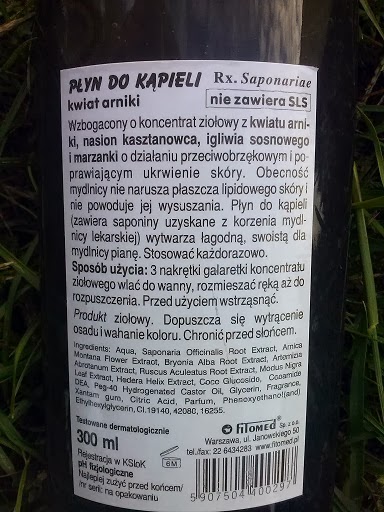 PŁYN DO KĄPIELI Rx. Saponariae
kwiat arniki nie zawiera SLS
Wzbogacony o koncentrat ziołowy z kwiatu arni-
ki, nasion kasztanowca, igliwia sosnowego
i marzanki o działaniu przeciwobrzękowym i po-
prawiającym ukrwienie skóry. Obecność
mydlnicy nie narusza płaszcza lipidowego skóry i
nie powoduje jej wysuszania. Płyn do kąpieli
(zawiera saponiny uzyskane z korzenia mydl-
nicy lekarskiej) wytwarza łagodną, swoistą dla
mydlnicy pianę. Stosować każdorazowo.
Sposób użycia: 3 nakrętki galaretki koncentratu
ziołowego wlać do wanny, rozmieszać ręką aż do
rozpuszczenia. Przed użyciem wstrząsnąć.
Produkt ziołowy. Dopuszcza się wytrącenie
osadu i wahanie koloru. Chronić przed słońcem.
Ingredients: Aqua, Saponaria Officinalis Root Extract, Arnica
Montana Flower Extract, Bryonia Alba Root Extract, Artemizia
Abrotanum Extract, Ruscus Aculeatus Root Extract, Modus Nigra
Leaf Extract, Hedera Helix Extract, Coco Glucosido, Cocamide
DEA, Peg-40 Hydrogenated Castor Oil, Glycerin, Fragrance,
Xantam gum, Citric Acid, Parfum, Phenoxyethanol(and)
Ethylhexylglycerin, CI.19140, 42080, 16255.
Testowane dermatologicznie
300 ml
Rejestracja w KSIoK
pH fizjologiczne
Najlepiej zużyć przed końcem/
nr serii: na opakowaniu
6M
FITOMED Sp. z o.o.
Warszawa, ul. Janowskiego 50
tel./fax: 22 6434283 www.fitomed.pl
5 907504 400297